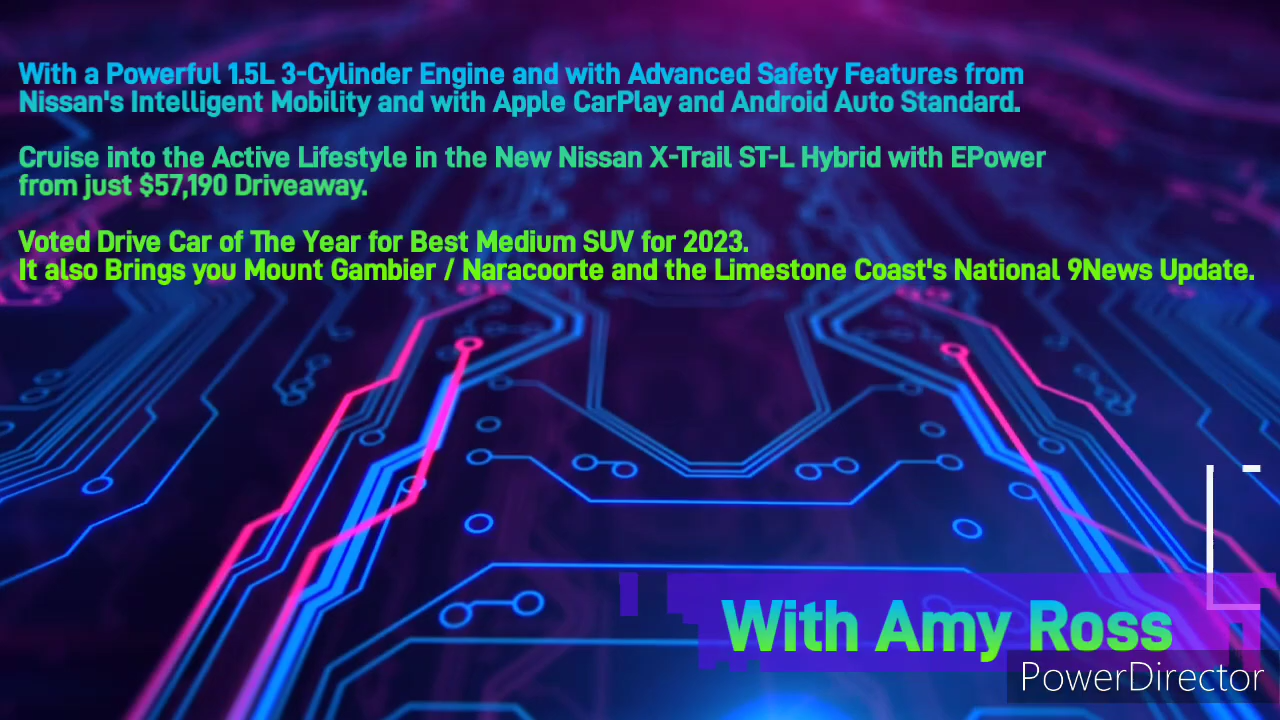 With a Powerful 1.5L 3-Cylinder Engine and with Advanced Safety Features from
Nissan's Intelligent Mobility and with Apple CarPlay and Android Auto Standard.
Cruise into the Active Lifestyle in the New Nissan X-Trail ST-L Hybrid with EPower
from just $57,190 Driveaway.
Voted Drive Car of The Year for Best Medium SUV for 2023.
It also Brings you Mount Gambier / Naracoorte and the Limestone Coast's National 9News Update.
With Amy Ross
PowerDirector